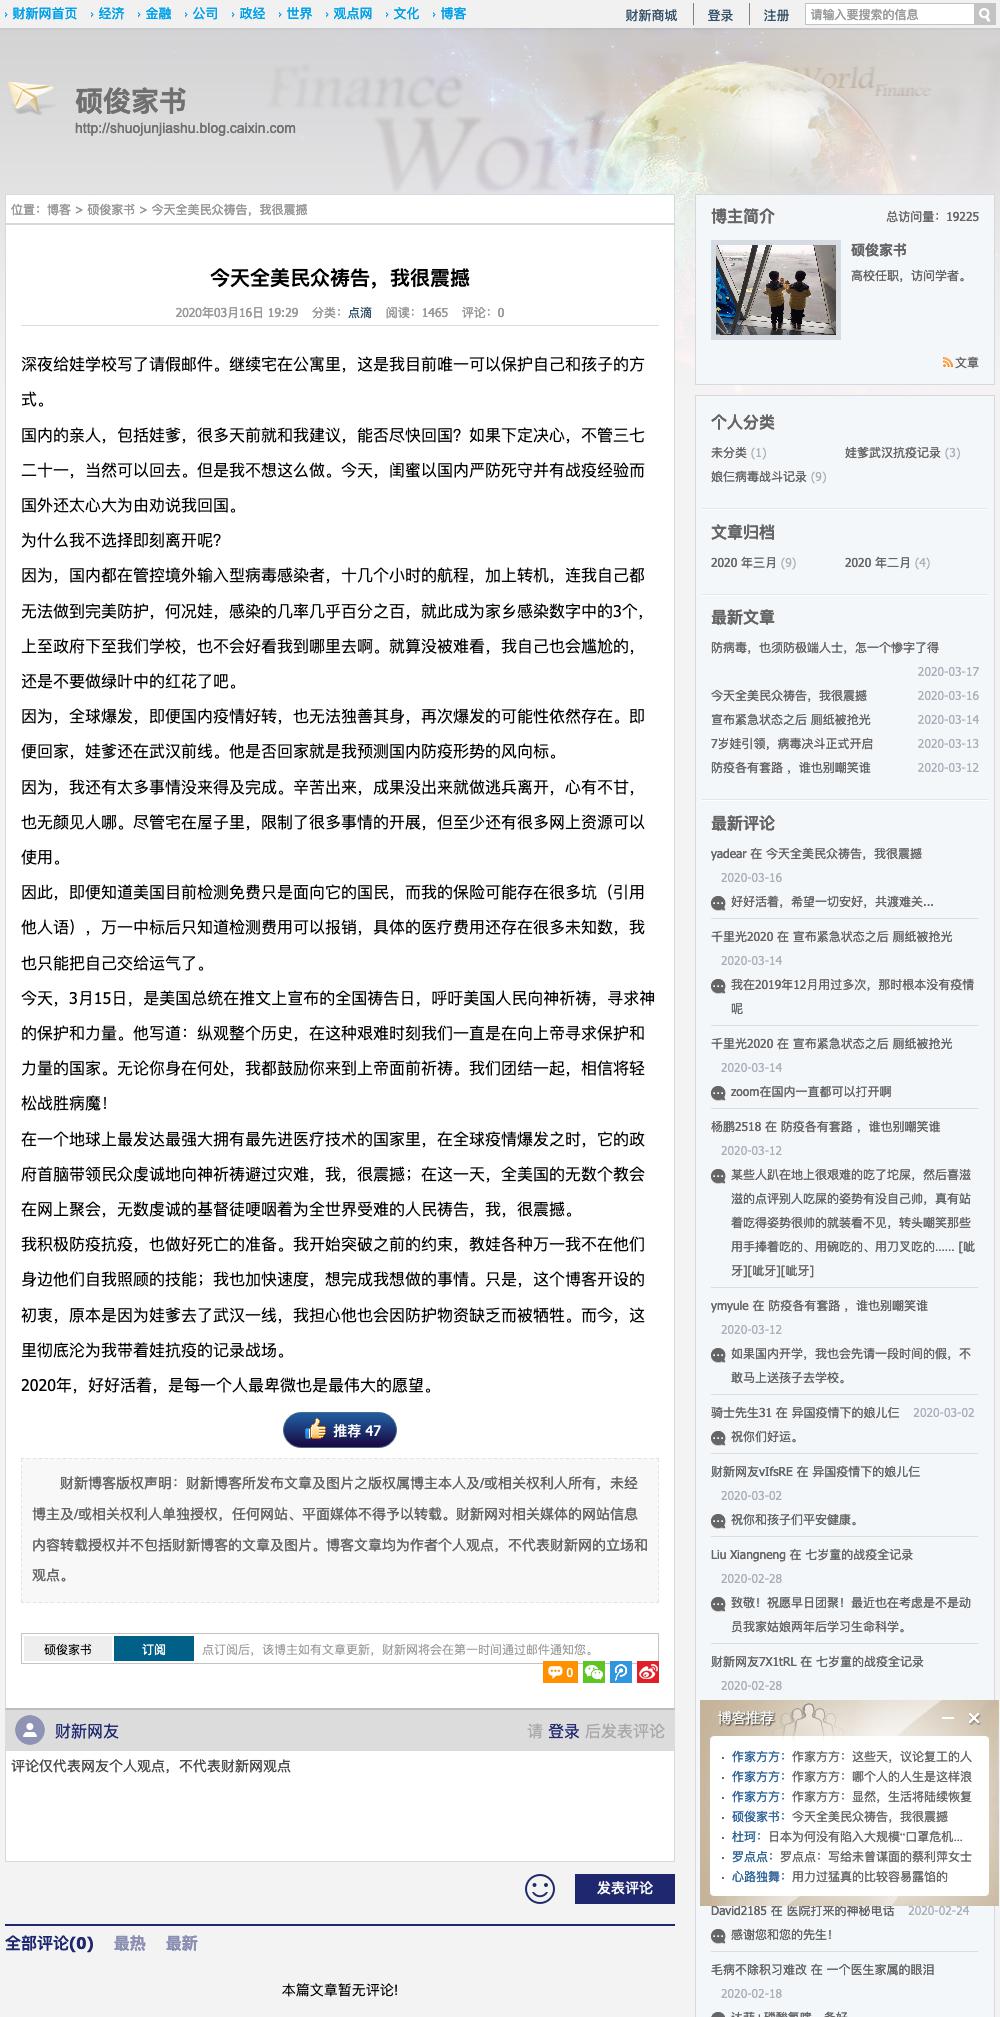 财新网首页 经济 金融 公司 政经 世界 观点网 文化 博客
财新商城 登录 注册 请输入要搜索的信息
Finance World World Finance
硕俊家书
http://shuojunjiashu.blog.caixin.com
位置：博客 > 硕俊家书 > 今天全美民众祷告，我很震撼
今天全美民众祷告，我很震撼
2020年03月16日 19:29 分类：点滴 阅读：1465 评论：0
深夜给娃学校写了请假邮件。继续宅在公寓里，这是我目前唯一可以保护自己和孩子的方
式。
国内的亲人，包括娃爹，很多天前就和我建议，能否尽快回国？如果下定决心，不管三七
二十一，当然可以回去。但是我不想这么做。今天，闺蜜以国内严防死守并有战疫经验而
国外还太心大为由劝说我回国。
为什么我不选择即刻离开呢？
因为，国内都在管控境外输入型病毒感染者，十几个小时的航程，加上转机，连我自己都
无法做到完美防护，何况娃，感染的几率几乎百分之百，就此成为家乡感染数字中的3个，
上至政府下至我们学校，也不会好看我到哪里去啊。就算没被难看，我自己也会尴尬的，
还是不要做绿叶中的红花了吧。
因为，全球爆发，即便国内疫情好转，也无法独善其身，再次爆发的可能性依然存在。即
便回家，娃爹还在武汉前线。他是否回家就是我预测国内防疫形势的风向标。
因为，我还有太多事情没来得及完成。辛苦出来，成果没出来就做逃兵离开，心有不甘，
也无颜见人哪。尽管宅在屋子里，限制了很多事情的开展，但至少还有很多网上资源可以
使用。
因此，即便知道美国目前检测免费只是面向它的国民，而我的保险可能存在很多坑（引用
他人语），万一中标后只知道检测费用可以报销，具体的医疗费用还存在很多未知数，我
也只能把自己交给运气了。
今天，3月15日，是美国总统在推文上宣布的全国祷告日，呼吁美国人民向神祈祷，寻求神
的保护和力量。他写道：纵观整个历史，在这种艰难时刻我们一直是在向上帝寻求保护和
力量的国家。无论你身在何处，我都鼓励你来到上帝面前祈祷。我们团结一起，相信将轻
松战胜病魔！
在一个地球上最发达最强大拥有最先进医疗技术的国家里，在全球疫情爆发之时，它的政
府首脑带领民众虔诚地向神祈祷避过灾难，我，很震撼；在这一天，全美国的无数个教会
在网上聚会，无数虔诚的基督徒哽咽着为全世界受难的人民祷告，我，很震撼。
我积极防疫抗疫，也做好死亡的准备。我开始突破之前的约束，教娃各种万一我不在他们
身边他们自我照顾的技能；我也加快速度，想完成我想做的事情。只是，这个博客开设的
初衷，原本是因为娃爹去了武汉一线，我担心他也会因防护物资缺乏而被牺牲。而今，这
里彻底沦为我带着娃抗疫的记录战场。
2020年，好好活着，是每一个人最卑微也是最伟大的愿望。
推荐 47
财新博客版权声明：财新博客所发布文章及图片之版权属博主本人及/或相关权利人所有，未经
博主及/或相关权利人单独授权，任何网站、平面媒体不得予以转载。财新网对相关媒体的网站信息
内容转载授权并不包括财新博客的文章及图片。博客文章均为作者个人观点，不代表财新网的立场和
观点。
硕俊家书 订阅 点订阅后，该博主如有文章更新，财新网将会在第一时间通过邮件通知您。
0
财新网友 请 登录 后发表评论
评论仅代表网友个人观点，不代表财新网观点
发表评论
全部评论(0) 最热 最新
本篇文章暂无评论!
博主简介 总访问量：19225
硕俊家书
高校任职，访问学者。
文章
个人分类
未分类 (1) 娃爹武汉抗疫记录 (3)
娘仨病毒战斗记录 (9)
文章归档
2020 年三月 (9) 2020 年二月 (4)
最新文章
防病毒，也须防极端人士，怎一个惨字了得
2020-03-17
今天全美民众祷告，我很震撼 2020-03-16
宣布紧急状态之后 厕纸被抢光 2020-03-14
7岁娃引领，病毒决斗正式开启 2020-03-13
防疫各有套路 ，谁也别嘲笑谁 2020-03-12
最新评论
yadear 在 今天全美民众祷告，我很震撼
2020-03-16
好好活着，希望一切安好，共渡难关...
千里光2020 在 宣布紧急状态之后 厕纸被抢光
2020-03-14
我在2019年12月用过多次，那时根本没有疫情
呢
千里光2020 在 宣布紧急状态之后 厕纸被抢光
2020-03-14
zoom在国内一直都可以打开啊
杨鹏2518 在 防疫各有套路 ，谁也别嘲笑谁
2020-03-12
某些人趴在地上很艰难的吃了坨屎，然后喜滋
滋的点评别人吃屎的姿势有没自己帅，真有站
着吃得姿势很帅的就装看不见，转头嘲笑那些
用手捧着吃的、用碗吃的、用刀叉吃的...... [呲
牙][呲牙][呲牙]
ymyule 在 防疫各有套路 ，谁也别嘲笑谁
2020-03-12
如果国内开学，我也会先请一段时间的假，不
敢马上送孩子去学校。
骑士先生31 在 异国疫情下的娘儿仨 2020-03-02
祝你们好运。
财新网友vIfsRE 在 异国疫情下的娘儿仨
2020-03-02
祝你和孩子们平安健康。
Liu Xiangneng 在 七岁童的战疫全记录
2020-02-28
致敬！祝愿早日团聚！最近也在考虑是不是动
员我家姑娘两年后学习生命科学。
财新网友7X1tRL 在 七岁童的战疫全记录
2020-02-28
博客推荐
作家方方：作家方方：这些天，议论复工的人
作家方方：作家方方：哪个人的人生是这样浪
作家方方：作家方方：显然，生活将陆续恢复
硕俊家书：今天全美民众祷告，我很震撼
杜珂：日本为何没有陷入大规模“口罩危机...
罗点点：罗点点：写给未曾谋面的蔡利萍女士
心路独舞：用力过猛真的比较容易露馅的
David2185 在 医院打来的神秘电话 2020-02-24
感谢您和您的先生！
毛病不除积习难改 在 一个医生家属的眼泪
2020-02-18